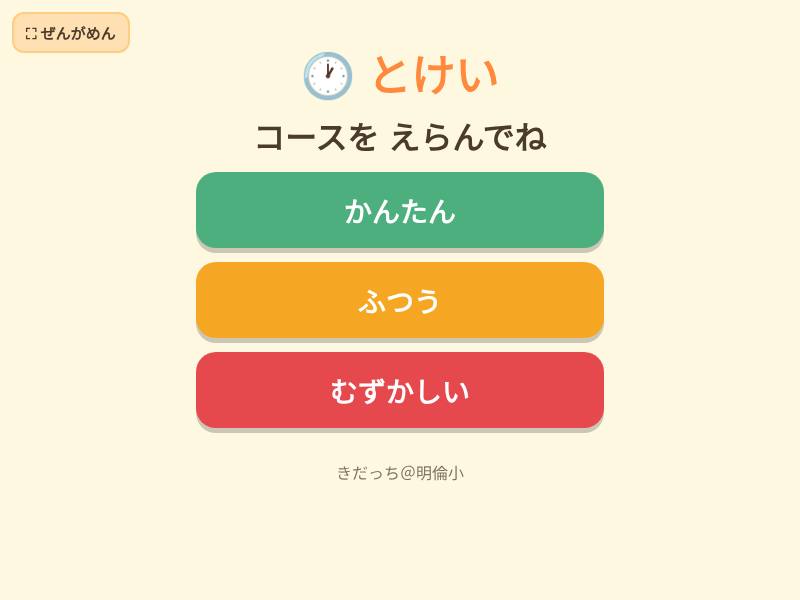 ぜんがめん
とけい
コースを えらんでね
かんたん
ふつう
むずかしい
きだっち@明倫小